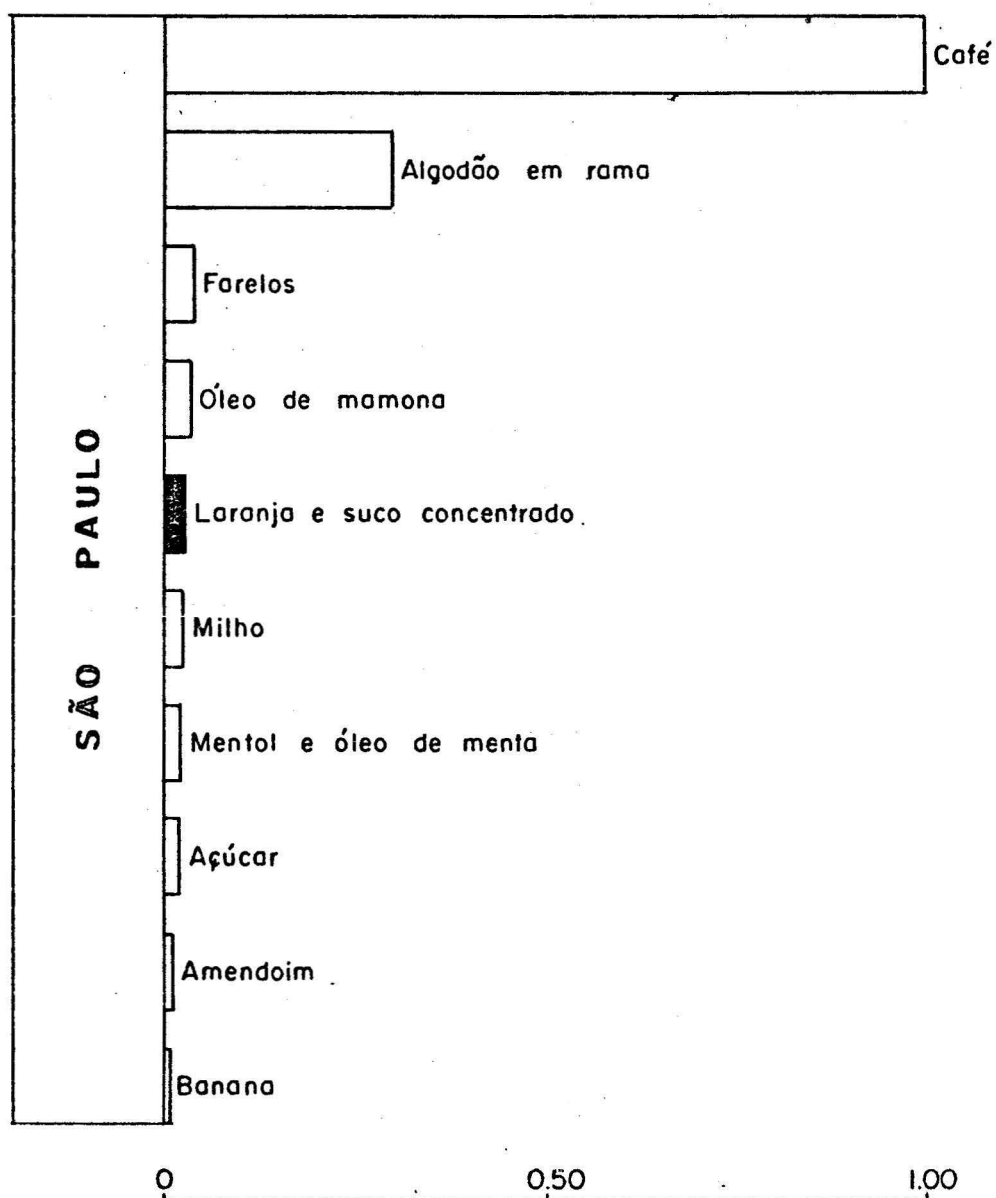 Café
Algodão em rama
Farelos
Óleo de mamona
Laranja e suco concentrado
Milho
Mentol e óleo de menta
Açúcar
Amendoim
Banana
SÃO PAULO
0 0.50 1.00